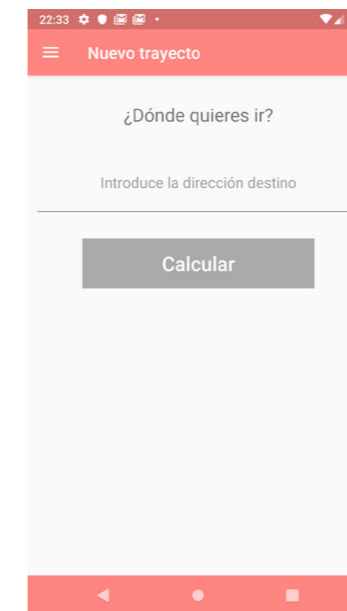 22:33
Nuevo trayecto
¿Dónde quieres ir?
Introduce la dirección destino
Calcular